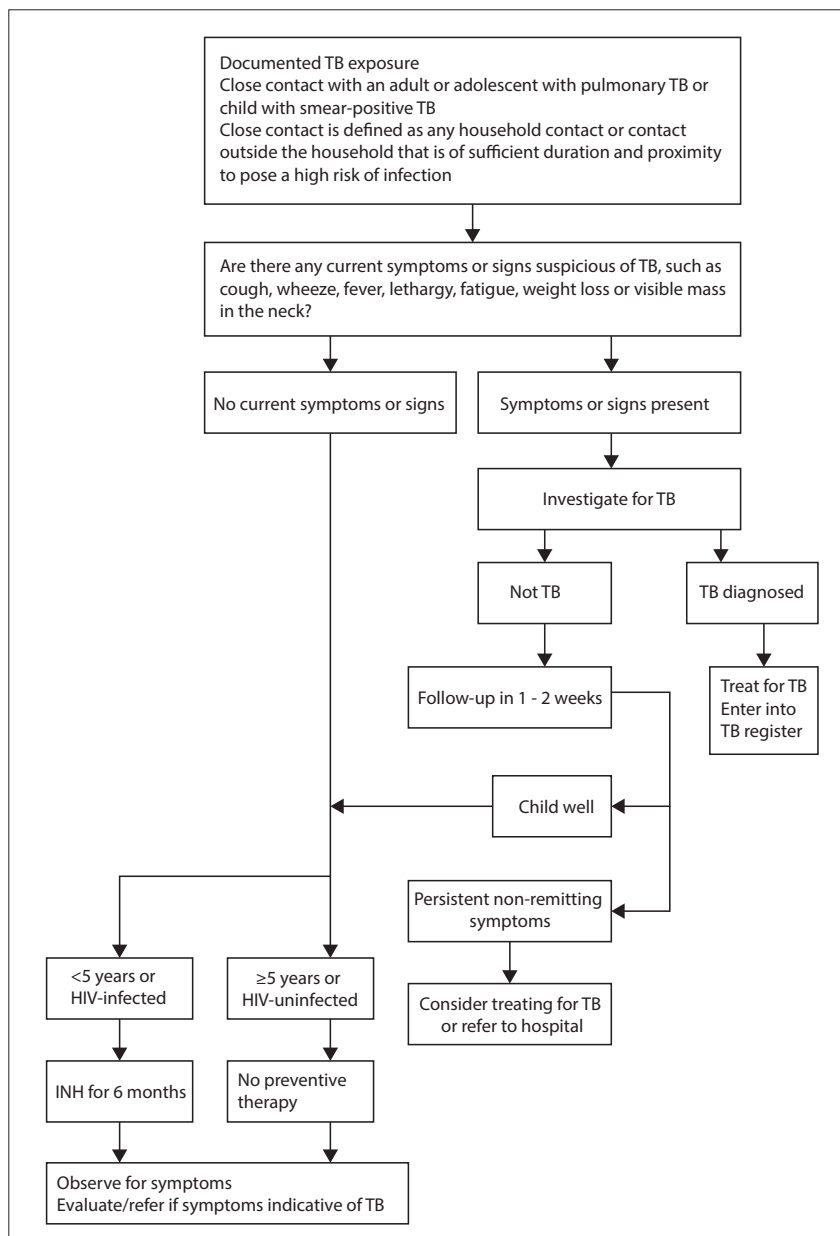 Documented TB exposure
Close contact with an adult or adolescent with pulmonary TB or
child with smear-positive TB
Close contact is defined as any household contact or contact
outside the household that is of sufficient duration and proximity
to pose a high risk of infection
Are there any current symptoms or signs suspicious of TB, such as
cough, wheeze, fever, lethargy, fatigue, weight loss or visible mass
in the neck?
No current symptoms or signs
Symptoms or signs present
Investigate for TB
Not TB
TB diagnosed
Follow-up in 1 - 2 weeks
Treat for TB
Enter into
TB register
Child well
Persistent non-remitting
symptoms
<5 years or
HIV-infected
≥5 years or
HIV-uninfected
Consider treating for TB
or refer to hospital
INH for 6 months
No preventive
therapy
Observe for symptoms
Evaluate/refer if symptoms indicative of TB